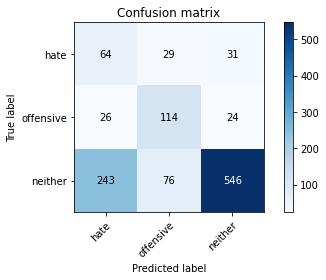 Confusion matrix
hate 64 29 31
offensive 26 114 24
neither 243 76 546
hate offensive neither
True label
Predicted label
500
400
300
200
100